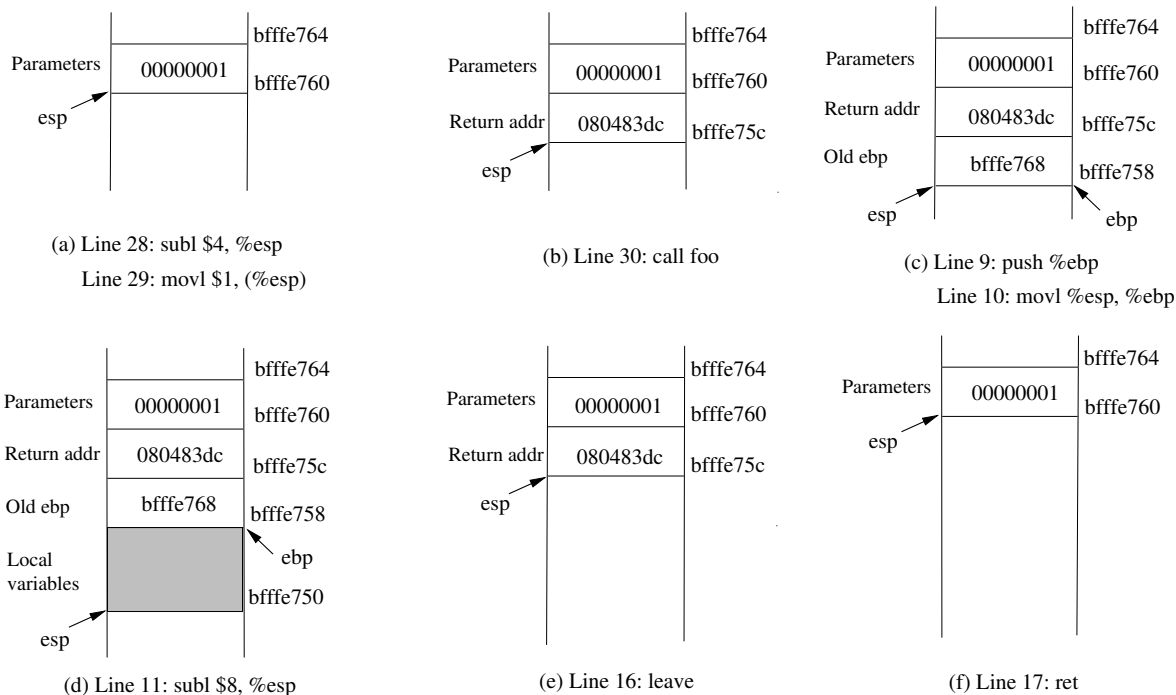 bfffe764
Parameters 00000001 bfffe760
esp
(a) Line 28: subl $4, %esp
Line 29: movl $1, (%esp)
bfffe764
Parameters 00000001 bfffe760
Return addr 080483dc bfffe75c
esp
(b) Line 30: call foo
bfffe764
Parameters 00000001 bfffe760
Return addr 080483dc bfffe75c
Old ebp bfffe768 bfffe758
esp ebp
(c) Line 9: push %ebp
Line 10: movl %esp, %ebp
bfffe764
Parameters 00000001 bfffe760
Return addr 080483dc bfffe75c
Old ebp bfffe768 bfffe758
ebp
Local
variables
bfffe750
esp
(d) Line 11: subl $8, %esp
bfffe764
Parameters 00000001 bfffe760
Return addr 080483dc bfffe75c
esp
(e) Line 16: leave
bfffe764
Parameters 00000001 bfffe760
esp
(f) Line 17: ret